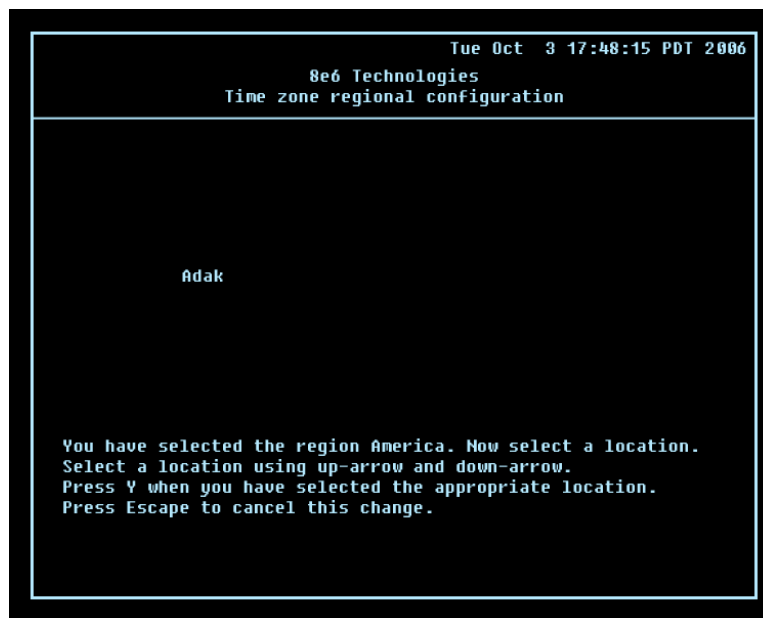 Tue Oct  3 17:48:15 PDT 2006
8e6 Technologies
Time zone regional configuration
Adak
You have selected the region America. Now select a location.
Select a location using up-arrow and down-arrow.
Press Y when you have selected the appropriate location.
Press Escape to cancel this change.